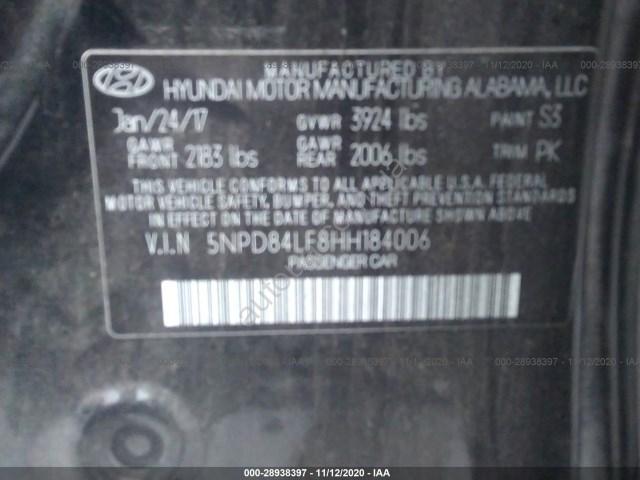 MANUFACTURED BY
HYUNDAI MOTOR MANUFACTURING ALABAMA, LLC
Jan/24/17 GVWR 3924 lbs PAINT S3
GAWR FRONT 2183 lbs GAWR REAR 2006 lbs TRIM PK
THIS VEHICLE CONFORMS TO ALL APPLICABLE U.S.A. FEDERAL
MOTOR VEHICLE SAFETY, BUMPER, AND THEFT PREVENTION STANDARDS
IN EFFECT ON THE DATE OF MANUFACTURE SHOWN ABOVE.
V.I.N 5NPD84LF8HH184006
PASSENGER CAR
000-28938397 - 11/12/2020 - IAA